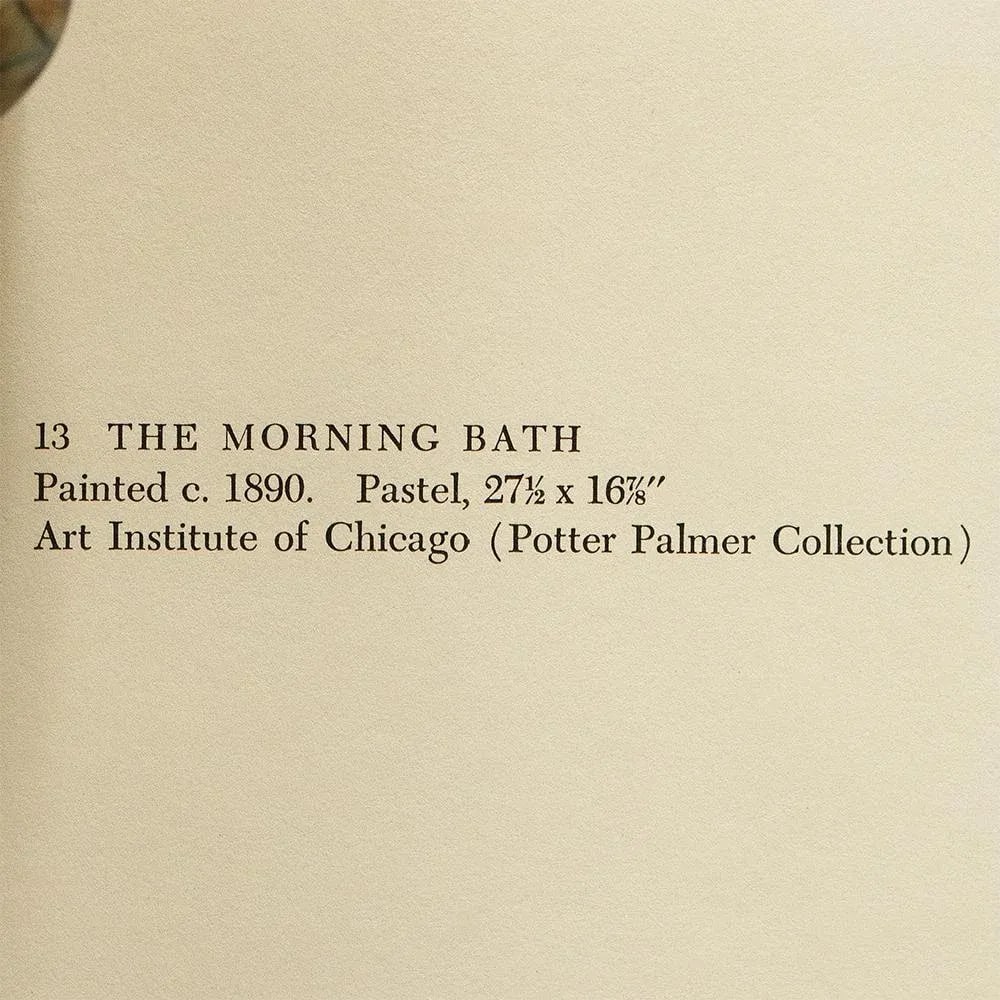 13 THE MORNING BATH
Painted c. 1890. Pastel, 27½ x 16⅞″
Art Institute of Chicago (Potter Palmer Collection)